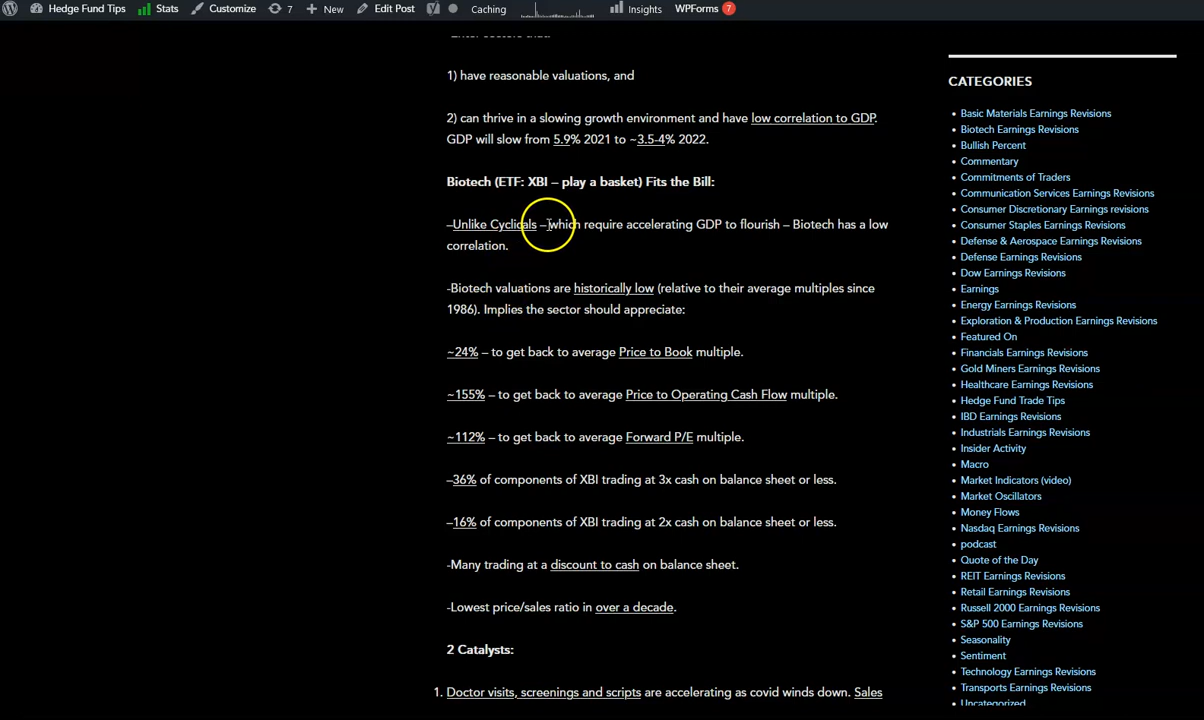 Hedge Fund Tips Stats Customize 7 New Edit Post Caching Insights WPForms 7
1) have reasonable valuations, and
2) can thrive in a slowing growth environment and have low correlation to GDP.
GDP will slow from 5.9% 2021 to ~3.5-4% 2022.
Biotech (ETF: XBI – play a basket) Fits the Bill:
–Unlike Cyclicals – which require accelerating GDP to flourish – Biotech has a low
correlation.
-Biotech valuations are historically low (relative to their average multiples since
1986). Implies the sector should appreciate:
~24% – to get back to average Price to Book multiple.
~155% – to get back to average Price to Operating Cash Flow multiple.
~112% – to get back to average Forward P/E multiple.
–36% of components of XBI trading at 3x cash on balance sheet or less.
–16% of components of XBI trading at 2x cash on balance sheet or less.
-Many trading at a discount to cash on balance sheet.
-Lowest price/sales ratio in over a decade.
2 Catalysts:
1. Doctor visits, screenings and scripts are accelerating as covid winds down. Sales
CATEGORIES
Basic Materials Earnings Revisions
Biotech Earnings Revisions
Bullish Percent
Commentary
Commitments of Traders
Communication Services Earnings Revisions
Consumer Discretionary Earnings revisions
Consumer Staples Earnings Revisions
Defense & Aerospace Earnings Revisions
Defense Earnings Revisions
Dow Earnings Revisions
Earnings
Energy Earnings Revisions
Exploration & Production Earnings Revisions
Featured On
Financials Earnings Revisions
Gold Miners Earnings Revisions
Healthcare Earnings Revisions
Hedge Fund Trade Tips
IBD Earnings Revisions
Industrials Earnings Revisions
Insider Activity
Macro
Market Indicators (video)
Market Oscillators
Money Flows
Nasdaq Earnings Revisions
podcast
Quote of the Day
REIT Earnings Revisions
Retail Earnings Revisions
Russell 2000 Earnings Revisions
S&P 500 Earnings Revisions
Seasonality
Sentiment
Technology Earnings Revisions
Transports Earnings Revisions
Uncategorized